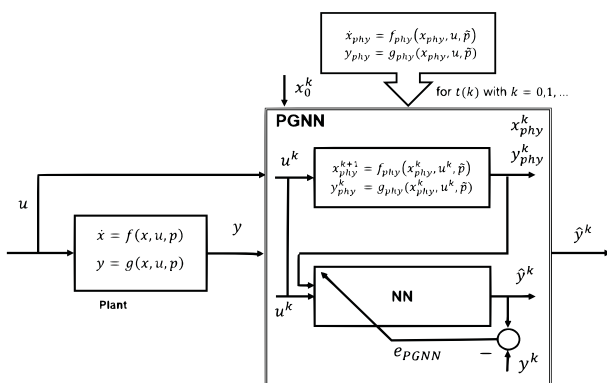 ẋ_phy = f_phy(x_phy, u, p̃)
y_phy = g_phy(x_phy, u, p̃)
x_0^k
for t(k) with k = 0,1, ...
PGNN
x_phy^k
y_phy^k
u^k
x_phy^{k+1} = f_phy(x_phy^k, u^k, p̃)
y_phy^k = g_phy(x_phy^k, u^k, p̃)
u
ẋ = f(x, u, p)
y = g(x, u, p)
y
Plant
ŷ^k
NN
ŷ^k
u^k
e_PGNN
−
y^k